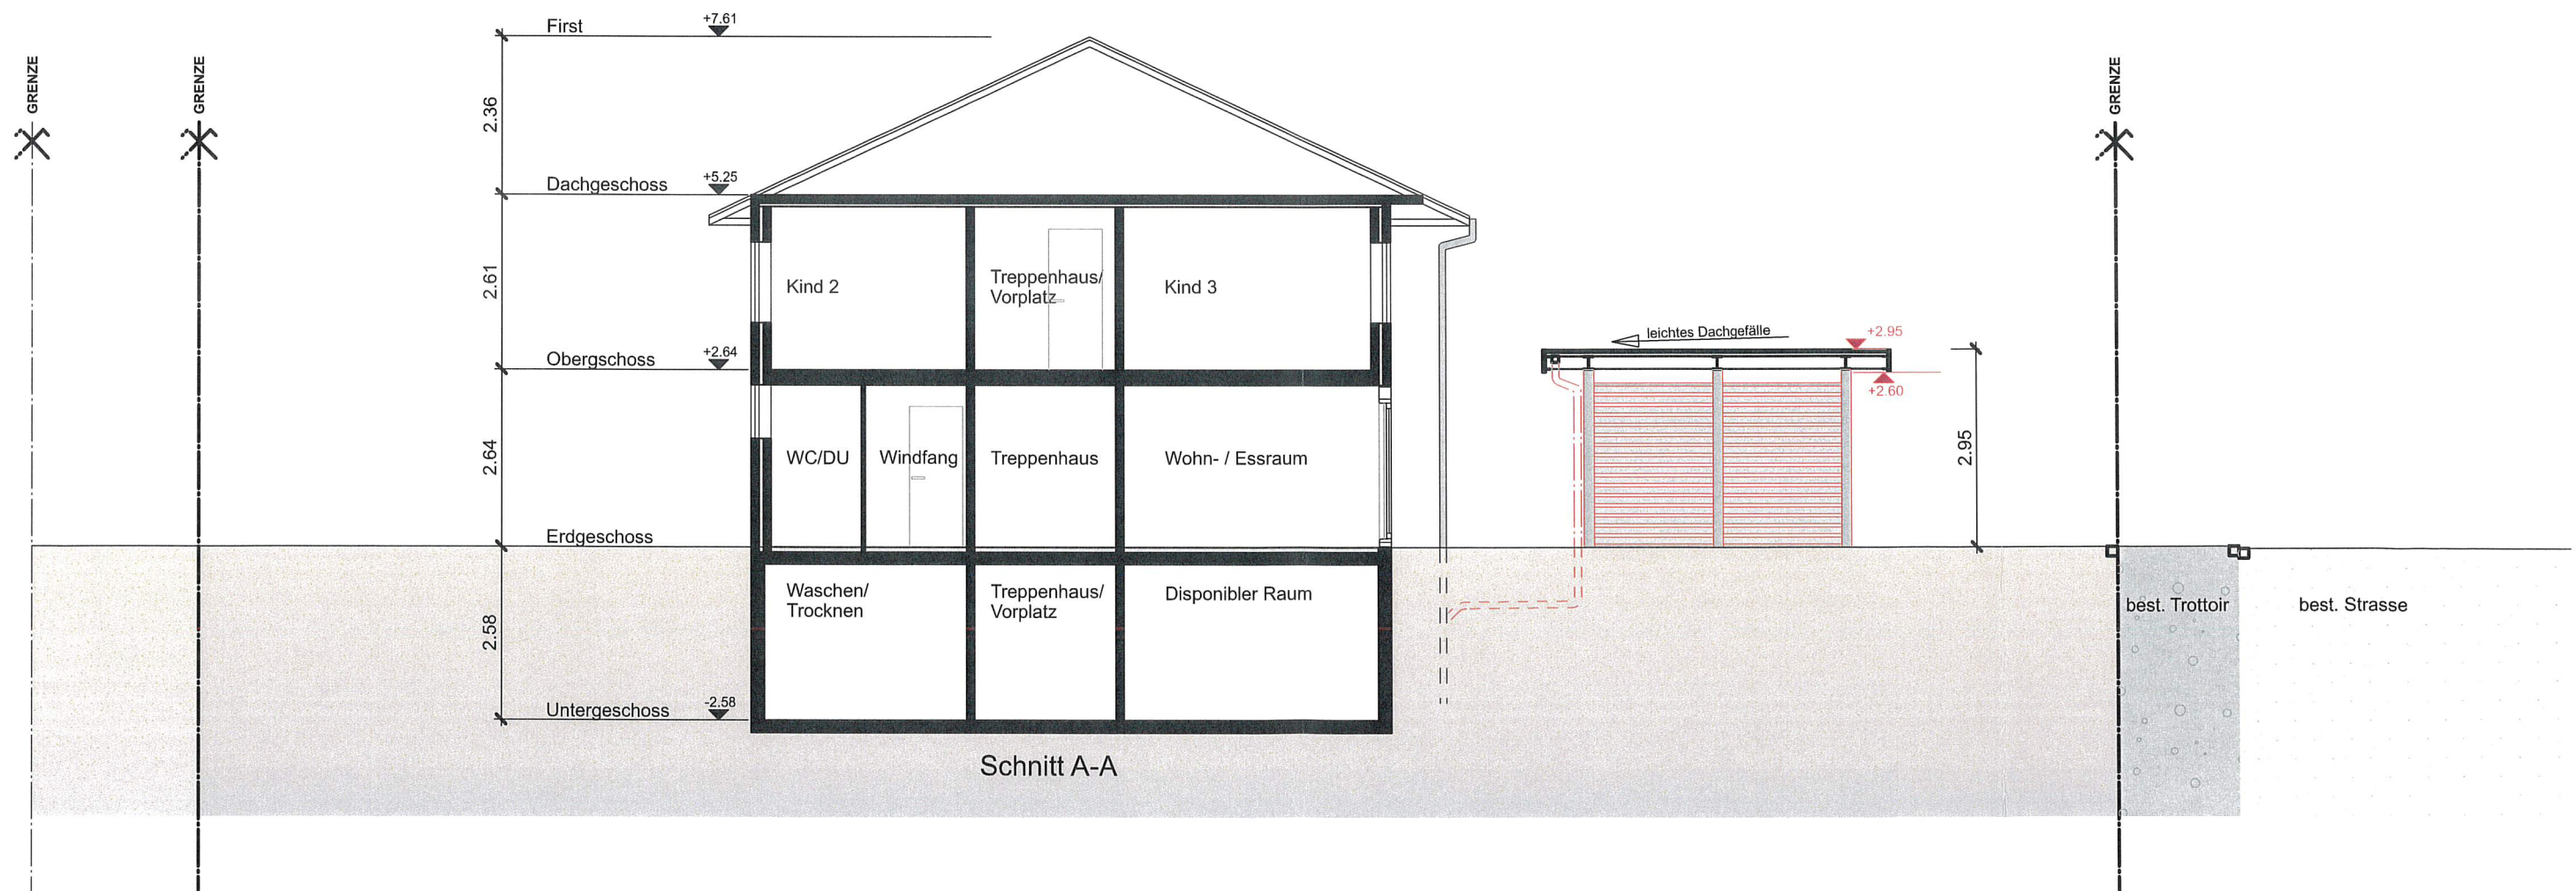 GRENZE
GRENZE
GRENZE
First
+7.61
2.36
Dachgeschoss
+5.25
2.61
Kind 2
Treppenhaus/
Vorplatz
Kind 3
Obergschoss
+2.64
leichtes Dachgefälle
+2.95
+2.60
2.95
2.64
WC/DU
Windfang
Treppenhaus
Wohn- / Essraum
Erdgeschoss
2.58
Waschen/
Trocknen
Treppenhaus/
Vorplatz
Disponibler Raum
best. Trottoir
best. Strasse
Untergeschoss
-2.58
Schnitt A-A